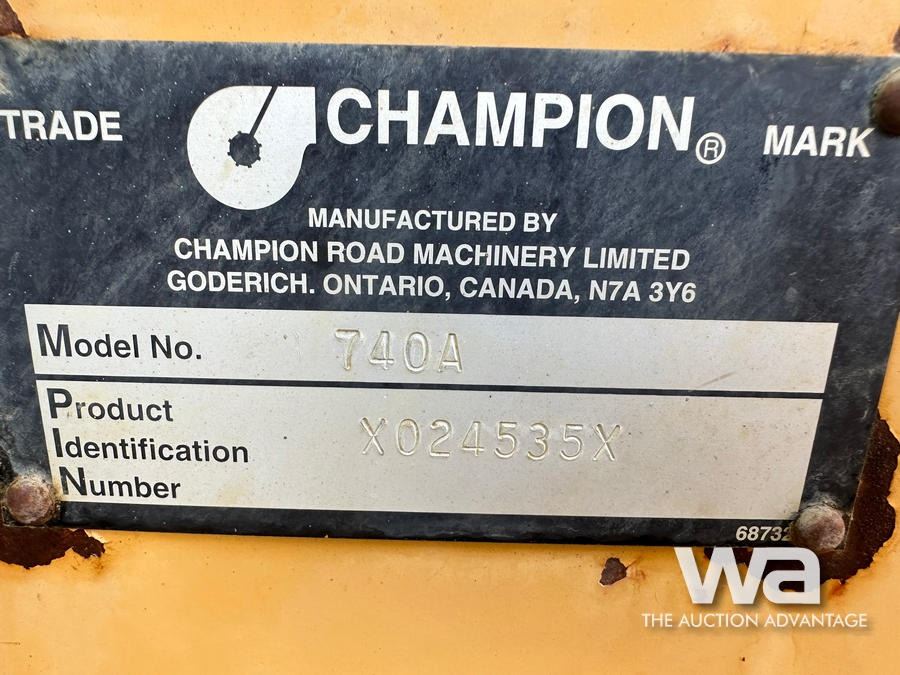 TRADE CHAMPION® MARK
MANUFACTURED BY
CHAMPION ROAD MACHINERY LIMITED
GODERICH. ONTARIO, CANADA, N7A 3Y6
Model No. 740A
Product
Identification X024535X
Number
wa
THE AUCTION ADVANTAGE